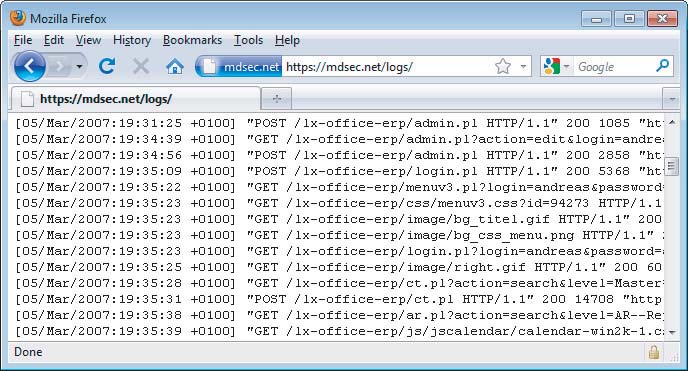 Mozilla Firefox
File Edit View History Bookmarks Tools Help
mdsec.net https://mdsec.net/logs/ Google
https://mdsec.net/logs/
[05/Mar/2007:19:31:25 +0100] "POST /lx-office-erp/admin.pl HTTP/1.1" 200 1085 "ht
[05/Mar/2007:19:34:39 +0100] "GET /lx-office-erp/admin.pl?action=edit&login=andrea
[05/Mar/2007:19:34:56 +0100] "POST /lx-office-erp/admin.pl HTTP/1.1" 200 2858 "ht
[05/Mar/2007:19:35:09 +0100] "POST /lx-office-erp/login.pl HTTP/1.1" 200 5368 "ht
[05/Mar/2007:19:35:22 +0100] "GET /lx-office-erp/menuv3.pl?login=andreas&password=
[05/Mar/2007:19:35:23 +0100] "GET /lx-office-erp/css/menuv3.css?id=94273 HTTP/1.1
[05/Mar/2007:19:35:23 +0100] "GET /lx-office-erp/image/bg_titel.gif HTTP/1.1" 200
[05/Mar/2007:19:35:23 +0100] "GET /lx-office-erp/image/bg_css_menu.png HTTP/1.1"
[05/Mar/2007:19:35:23 +0100] "GET /lx-office-erp/login.pl?login=andreas&password=
[05/Mar/2007:19:35:25 +0100] "GET /lx-office-erp/image/right.gif HTTP/1.1" 200 60
[05/Mar/2007:19:35:28 +0100] "GET /lx-office-erp/ct.pl?action=search&level=Master
[05/Mar/2007:19:35:31 +0100] "POST /lx-office-erp/ct.pl HTTP/1.1" 200 14708 "http
[05/Mar/2007:19:35:38 +0100] "GET /lx-office-erp/ar.pl?action=search&level=AR--Re
[05/Mar/2007:19:35:39 +0100] "GET /lx-office-erp/js/jscalendar/calendar-win2k-1.c
Done